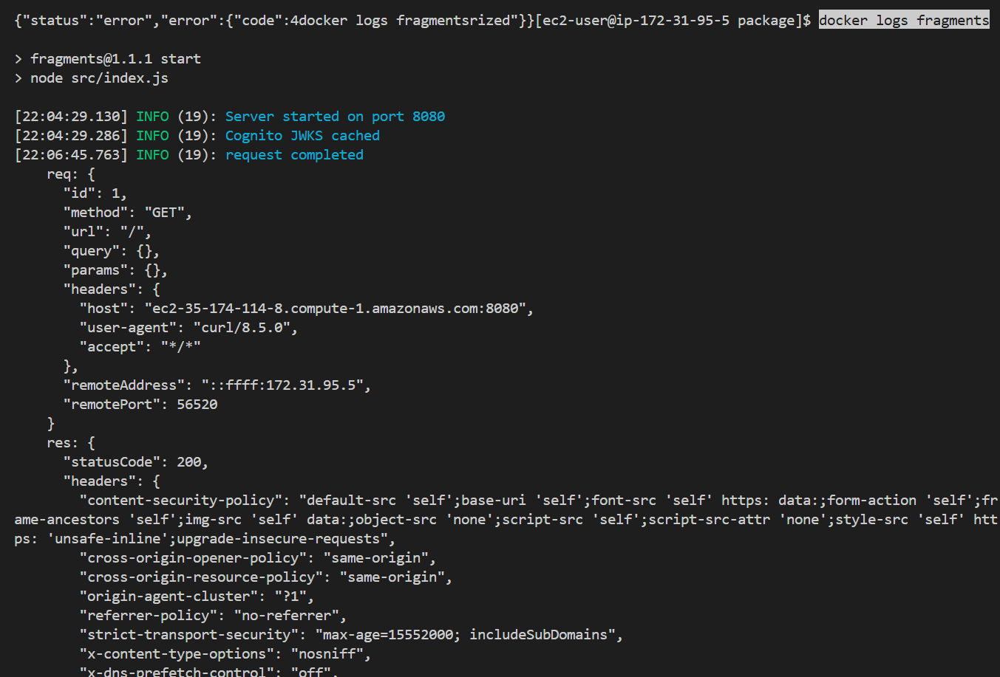 {"status":"error","error":{"code":4docker logs fragmentsrized"}}[ec2-user@ip-172-31-95-5 package]$ docker logs fragments
> fragments@1.1.1 start
> node src/index.js
[22:04:29.130] INFO (19): Server started on port 8080
[22:04:29.286] INFO (19): Cognito JWKS cached
[22:06:45.763] INFO (19): request completed
    req: {
      "id": 1,
      "method": "GET",
      "url": "/",
      "query": {},
      "params": {},
      "headers": {
        "host": "ec2-35-174-114-8.compute-1.amazonaws.com:8080",
        "user-agent": "curl/8.5.0",
        "accept": "*/*"
      },
      "remoteAddress": "::ffff:172.31.95.5",
      "remotePort": 56520
    }
    res: {
      "statusCode": 200,
      "headers": {
        "content-security-policy": "default-src 'self';base-uri 'self';font-src 'self' https: data:;form-action 'self';fr
ame-ancestors 'self';img-src 'self' data:;object-src 'none';script-src 'self';script-src-attr 'none';style-src 'self' htt
ps: 'unsafe-inline';upgrade-insecure-requests",
        "cross-origin-opener-policy": "same-origin",
        "cross-origin-resource-policy": "same-origin",
        "origin-agent-cluster": "?1",
        "referrer-policy": "no-referrer",
        "strict-transport-security": "max-age=15552000; includeSubDomains",
        "x-content-type-options": "nosniff",
        "x-dns-prefetch-control": "off",